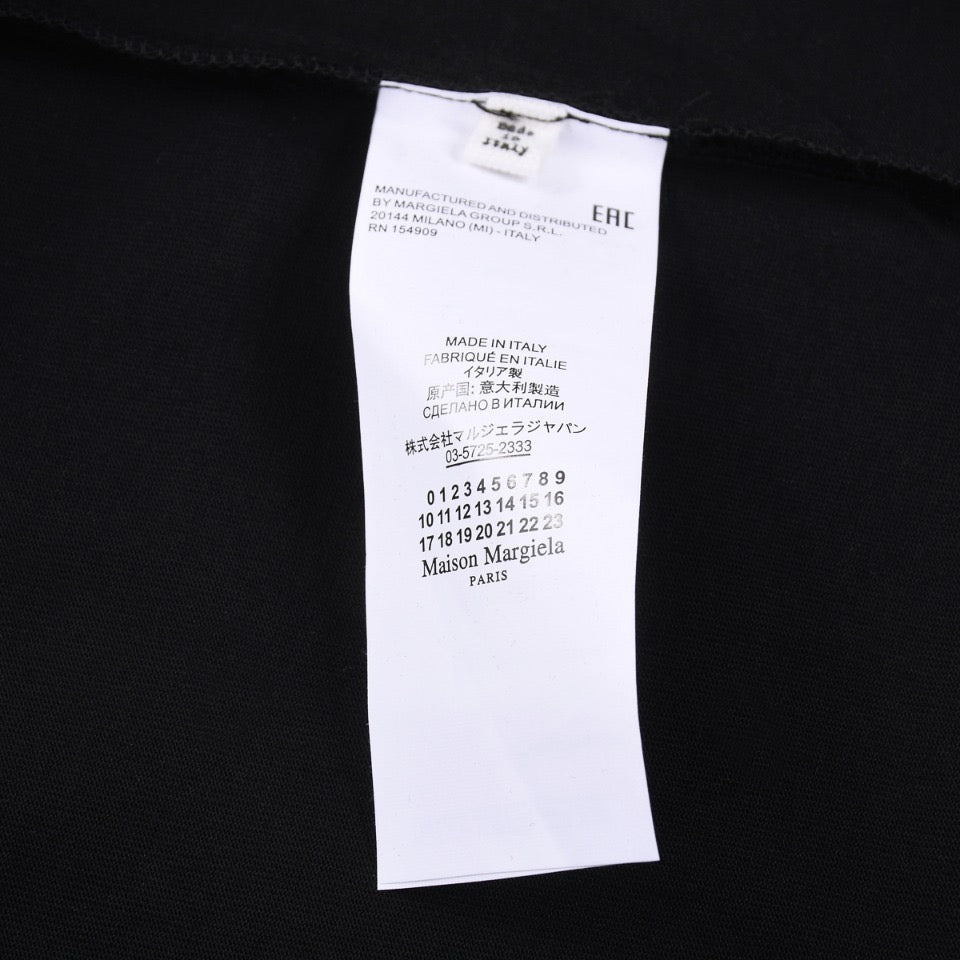 Made
in
Italy
MANUFACTURED AND DISTRIBUTED
BY MARGIELA GROUP S.R.L.
20144 MILANO (MI) - ITALY
RN 154909
EAC
MADE IN ITALY
FABRIQUÉ EN ITALIE
イタリア製
原产国: 意大利製造
СДЕЛАНО В ИТАЛИИ
株式会社マルジェラジャパン
03-5725-2333
0 1 2 3 4 5 6 7 8 9
10 11 12 13 14 15 16
17 18 19 20 21 22 23
Maison Margiela
PARIS